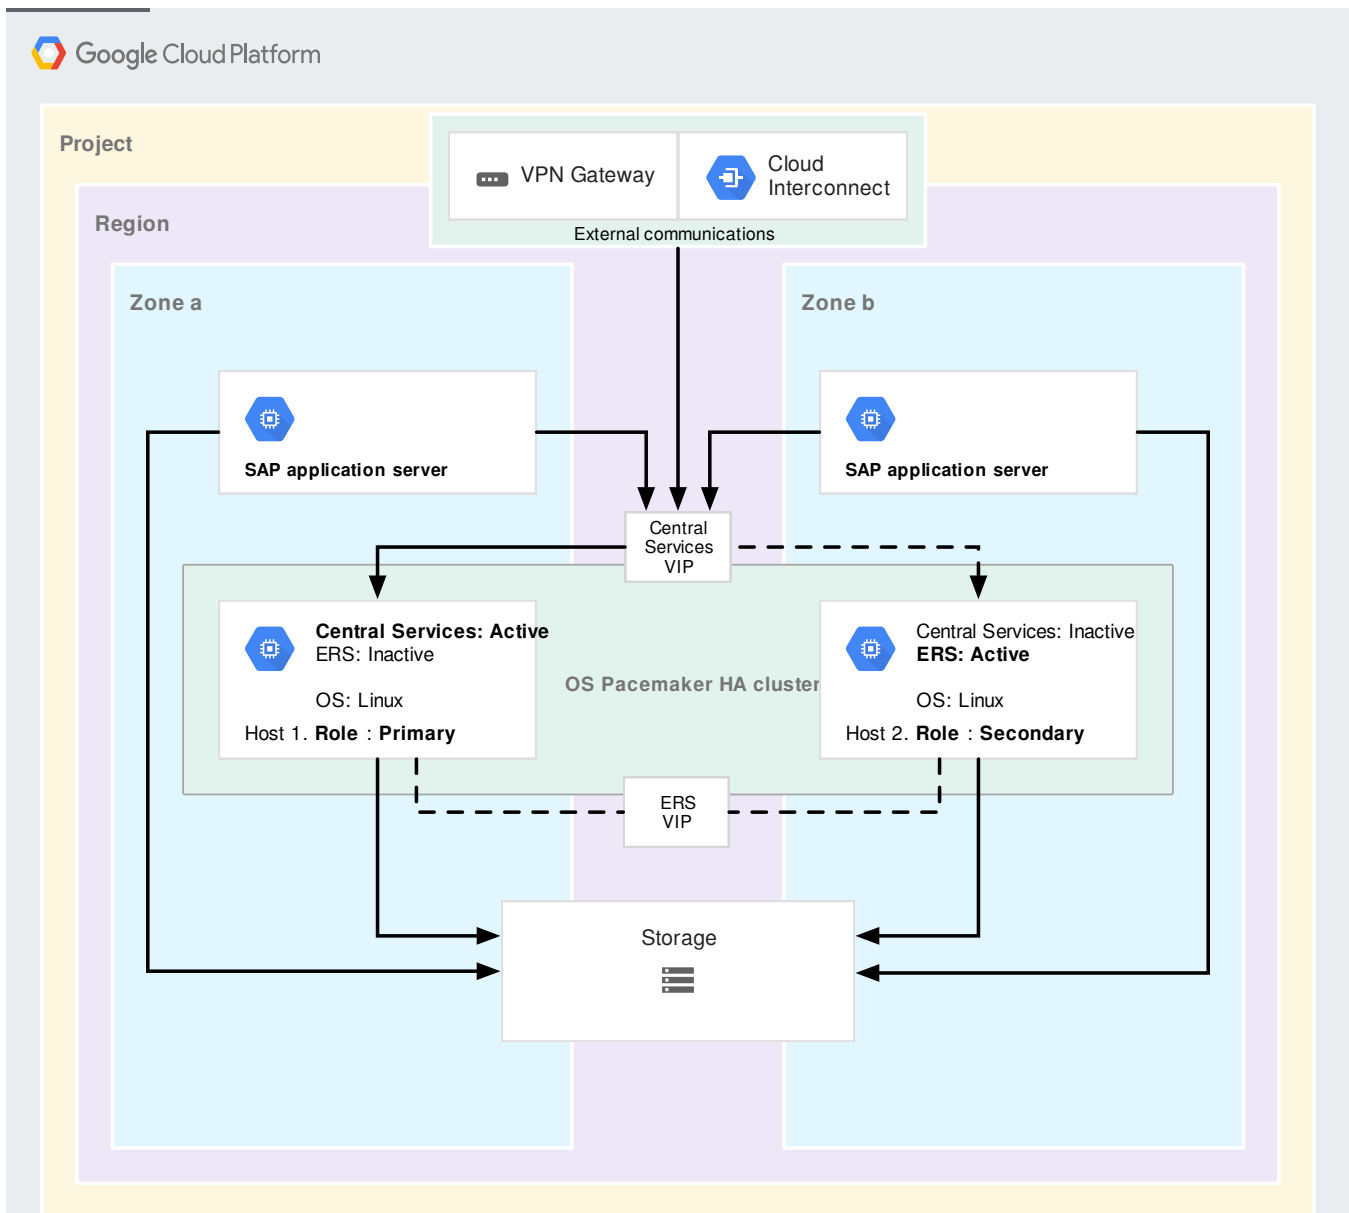 Google Cloud Platform
Project
VPN Gateway
Cloud
Interconnect
External communications
Region
Zone a
Zone b
SAP application server
SAP application server
Central
Services
VIP
Central Services: Active
ERS: Inactive
OS: Linux
Host 1. Role : Primary
OS Pacemaker HA cluster
Central Services: Inactive
ERS: Active
OS: Linux
Host 2. Role : Secondary
ERS
VIP
Storage